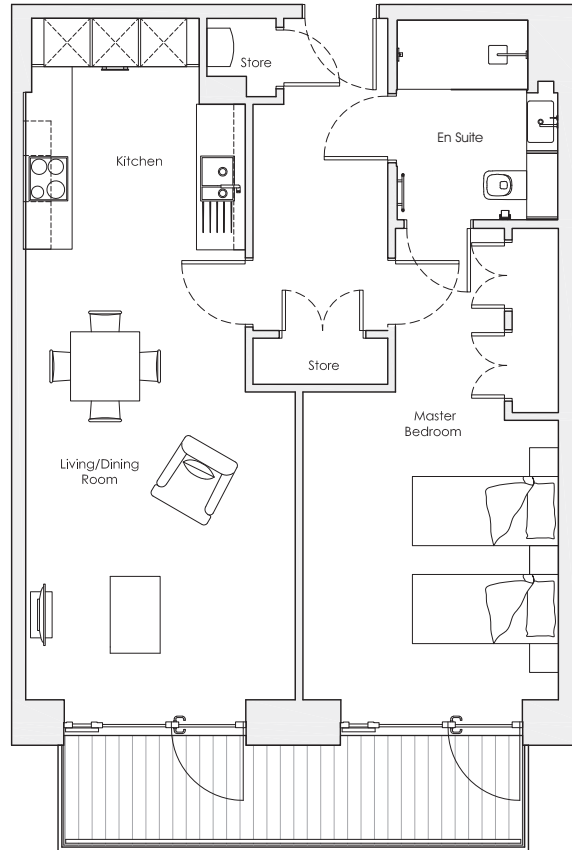 Store
Kitchen
En Suite
Store
Master
Bedroom
Living/Dining
Room